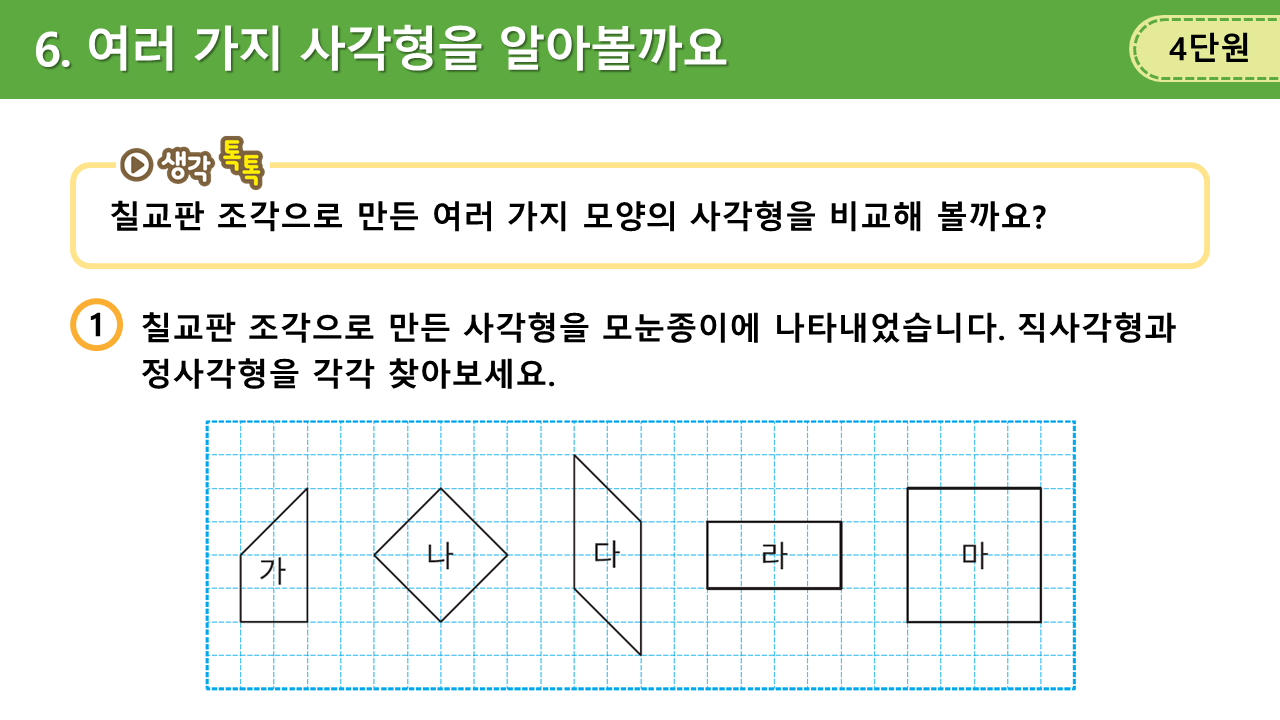 6. 여러 가지 사각형을 알아볼까요
4단원
생각톡톡
칠교판 조각으로 만든 여러 가지 모양의 사각형을 비교해 볼까요?
1 칠교판 조각으로 만든 사각형을 모눈종이에 나타내었습니다. 직사각형과
정사각형을 각각 찾아보세요.
가 나 다 라 마